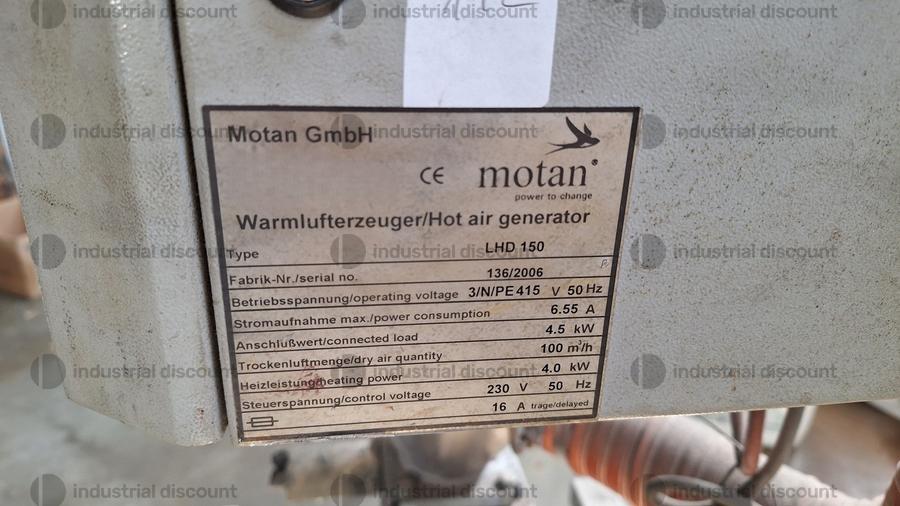 Motan GmbH
CE
motan®
power to change
Warmlufterzeuger/Hot air generator
Type LHD 150
Fabrik-Nr./serial no. 136/2006
Betriebsspannung/operating voltage 3/N/PE 415 V 50 Hz
Stromaufnahme max./power consumption 6.55 A
Anschlußwert/connected load 4.5 kW
Trockenluftmenge/dry air quantity 100 m³/h
Heizleistung/heating power 4.0 kW
Steuerspannung/control voltage 230 V 50 Hz
16 A trage/delayed
industrial discount